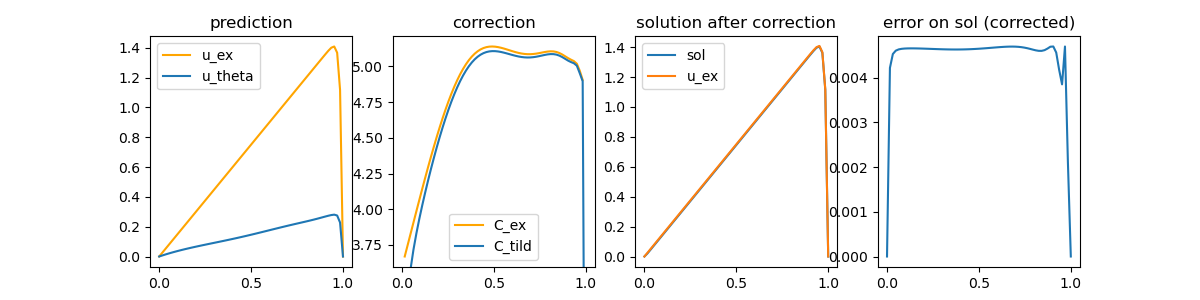 prediction
1.4
1.2
1.0
0.8
0.6
0.4
0.2
0.0
u_ex
u_theta
0.0 0.5 1.0
correction
5.00
4.75
4.50
4.25
4.00
3.75
C_ex
C_tild
0.0 0.5 1.0
solution after correction
1.4
1.2
1.0
0.8
0.6
0.4
0.2
0.0
sol
u_ex
0.0 0.5 1.0
error on sol (corrected)
0.004
0.003
0.002
0.001
0.000
0.0 0.5 1.0